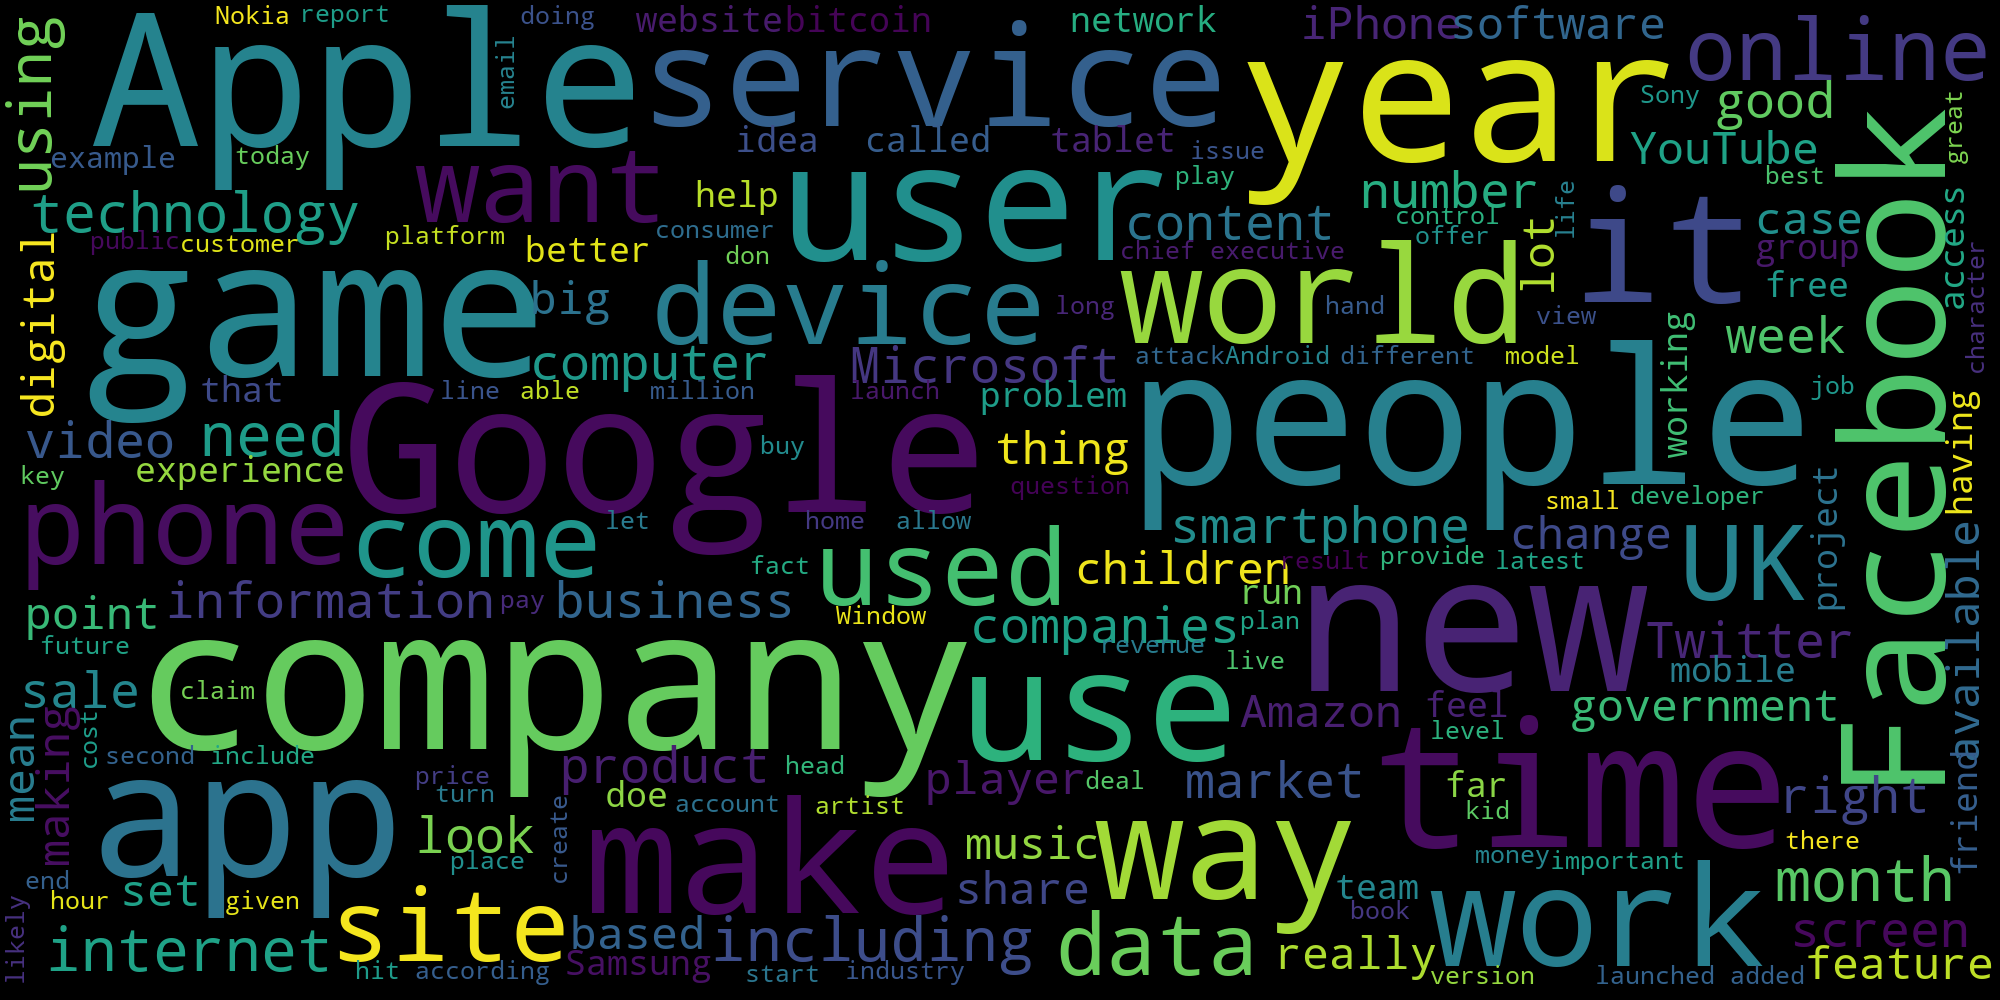 Nokia report doing website bitcoin network iPhone software
Apple service year online
using email Sony good great
example today idea called tablet issue YouTube
want user play best
technology help number life access case
public customer platform better consumer content control offer lot it group character
don chief executive
game big device world free
digital long hand view working week
computer Microsoft attack Android different model Facebook
that line able million launch problem people job
video need Google buy thing having
key experience question small developer project
phone come let home allow smartphone change UK
fact used children result provide latest available
point information pay business run new
future Window companies plan Twitter
company revenue live mobile
sale claim use Amazon feel government
mean making cost level time
second include product head player deal market far right friend
app price turn doe account artist kid
look make music way there
place create money important
end set share team work month
hour given site book
likely internet based including data really screen
hit according Samsung start industry version launched added feature